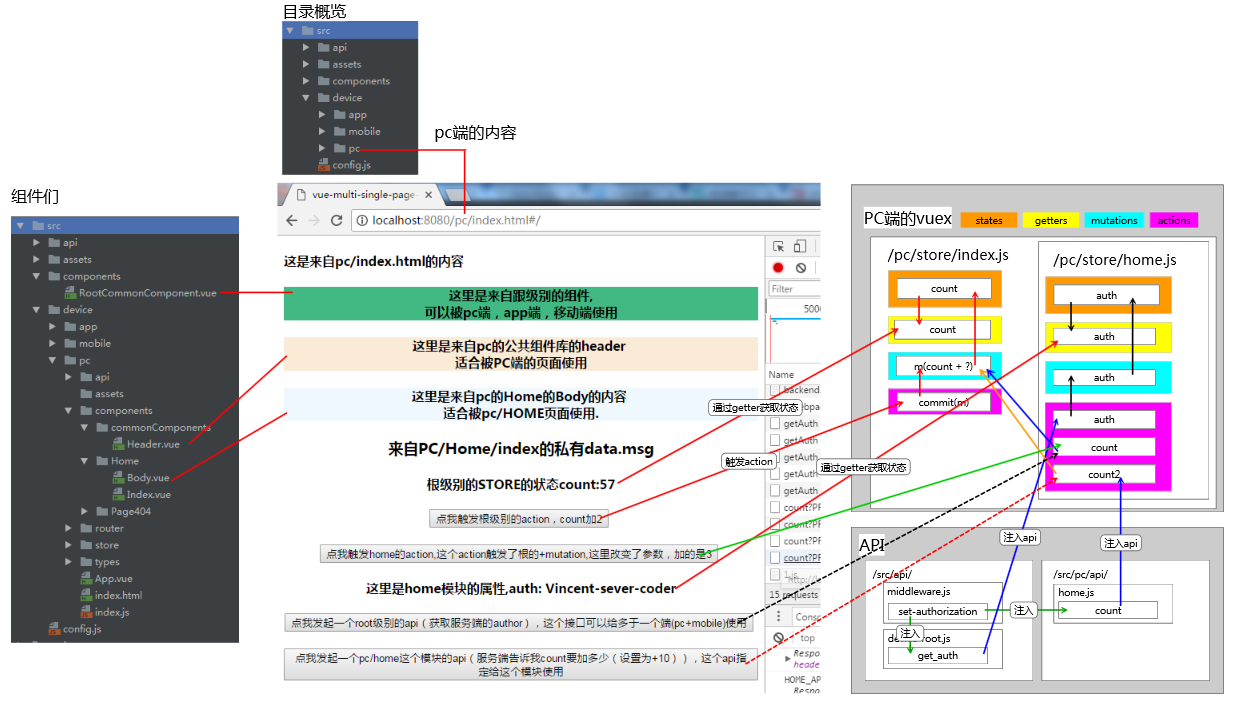 目录概览
src
api
assets
components
device
app
mobile
pc
config.js
pc端的内容
组件们
src
api
assets
components
RootCommonComponent.vue
device
app
mobile
pc
api
assets
components
commonComponents
Header.vue
Home
Body.vue
Index.vue
Page404
router
store
types
App.vue
index.html
index.js
config.js
vue-multi-single-page
localhost:8080/pc/index.html#/
这是来自pc/index.html的内容
这里是来自跟级别的组件,
可以被pc端，app端，移动端使用
这里是来自pc的公共组件库的header
适合被PC端的页面使用
这里是来自pc的Home的Body的内容
适合被pc/HOME页面使用.
来自PC/Home/index的私有data.msg
根级别的STORE的状态count:57
点我触发根级别的action，count加2
点我触发home的action,这个action触发了根的+mutation,这里改变了参数，加的是3
这里是home模块的属性,auth: Vincent-sever-coder
点我发起一个root级别的api（获取服务端的author），这个接口可以给多于一个端(pc+mobile)使用
点我发起一个pc/home这个模块的api（服务端告诉我count要加多少（设置为+10）），这个api指
定给这个模块使用
Filter
500
Name
backend.
getAuth
getAuth
getAuth
getAuth
getAuth
count?PF
count?PF
count?PF
count?PF
1.js
http://l
15 requests
Conso
top
Respo
heade
HOME_AP
Respo
通过getter获取状态
触发action
通过getter获取状态
PC端的vuex
states
getters
mutations
actions
/pc/store/index.js
count
count
m(count + ?)
commit(m)
/pc/store/home.js
auth
auth
auth
auth
count
count2
注入api
注入api
API
/src/api/
middleware.js
set-authorization
注入
root.js
get_auth
注入
/src/pc/api/
home.js
count